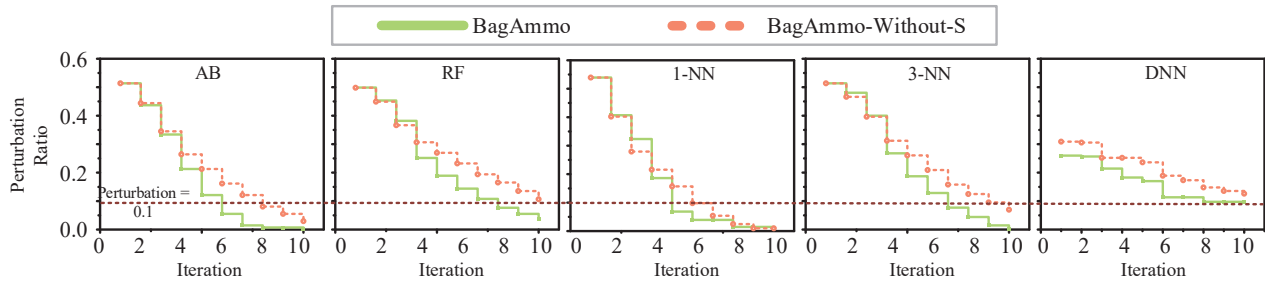 BagAmmo BagAmmo-Without-S
AB RF 1-NN 3-NN DNN
Perturbation
Ratio
0.6
0.4
0.2
0.0
Perturbation =
0.1
0 2 4 6 8 10 0 2 4 6 8 10 0 2 4 6 8 10 0 2 4 6 8 10 0 2 4 6 8 10
Iteration Iteration Iteration Iteration Iteration